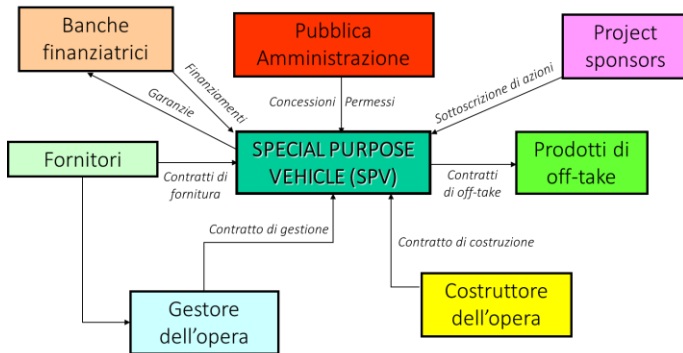 Banche
finanziatrici
Pubblica
Amministrazione
Project
sponsors
Finanziamenti
Garanzie
Concessioni
Permessi
Sottoscrizione di azioni
Fornitori
Contratti di
fornitura
SPECIAL PURPOSE
VEHICLE (SPV)
Contratti
di off-take
Prodotti di
off-take
Contratto di gestione
Contratto di costruzione
Gestore
dell'opera
Costruttore
dell'opera